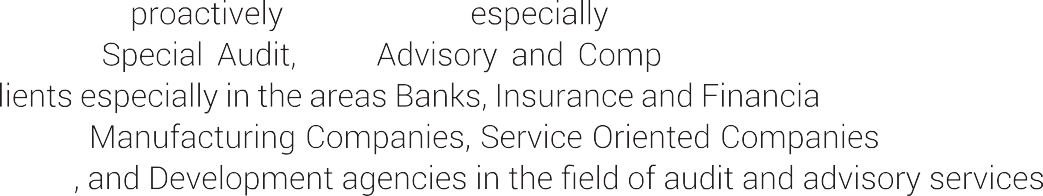 proactively especially
Special Audit, Advisory and Comp
lients especially in the areas Banks, Insurance and Financia
Manufacturing Companies, Service Oriented Companies
, and Development agencies in the field of audit and advisory services